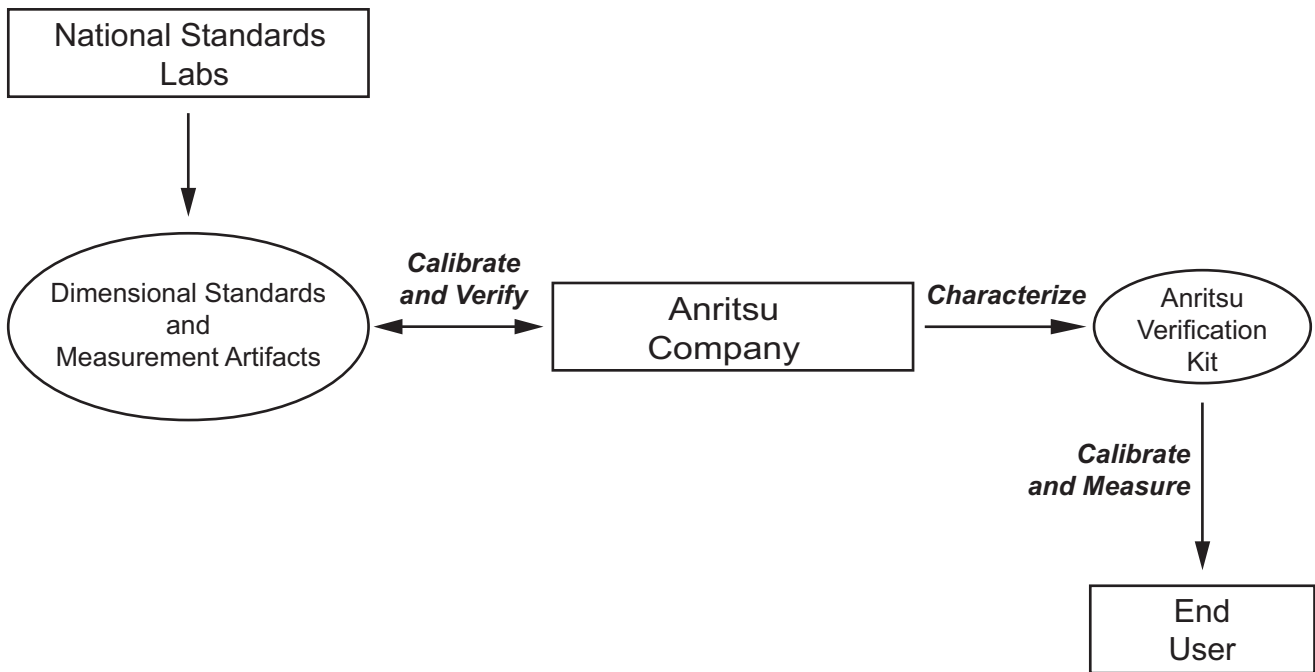 National Standards
Labs
Dimensional Standards
and
Measurement Artifacts
Calibrate
and Verify
Anritsu
Company
Characterize
Anritsu
Verification
Kit
Calibrate
and Measure
End
User